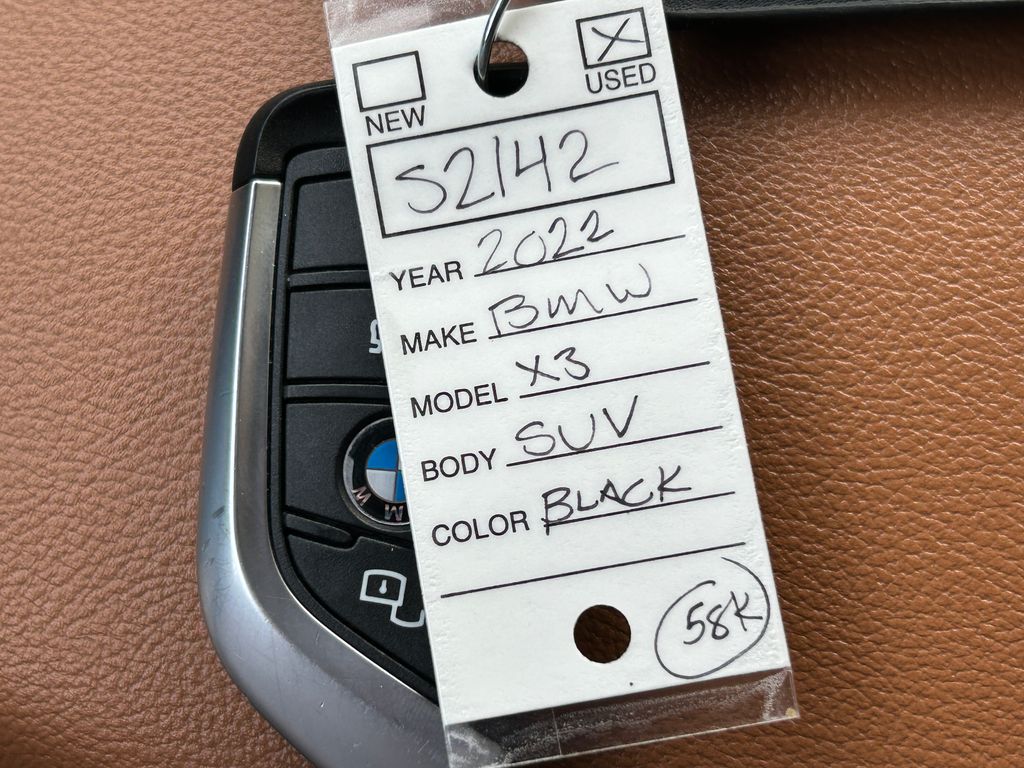 X
NEW USED
S2142
YEAR 2022
MAKE BMW
MODEL X3
BODY SUV
COLOR BLACK
58K
M W